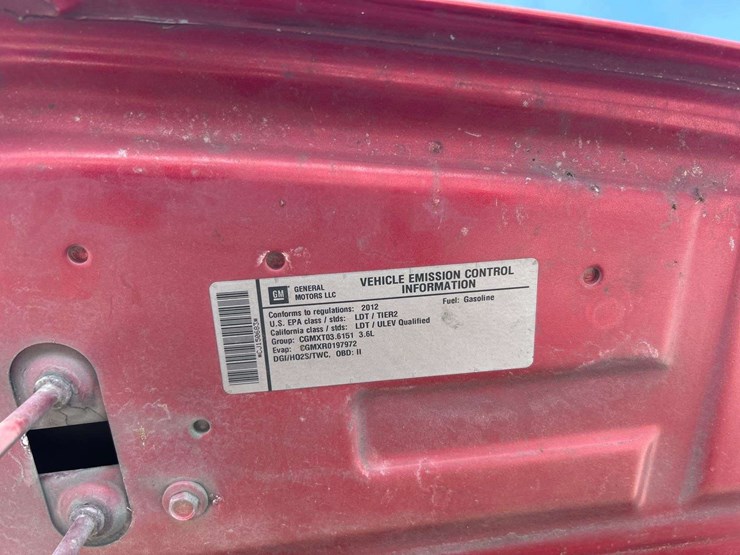 GM
GENERAL
MOTORS LLC
VEHICLE EMISSION CONTROL
INFORMATION
Conforms to regulations: 2012
Fuel: Gasoline
U.S. EPA class / stds: LDT / TIER2
California class / stds: LDT / ULEV Qualified
Group: CGMXT03.6151 3.6L
Evap: CGMXR0197972
DGI/HO2S/TWC, OBD: II
*CJ150683*